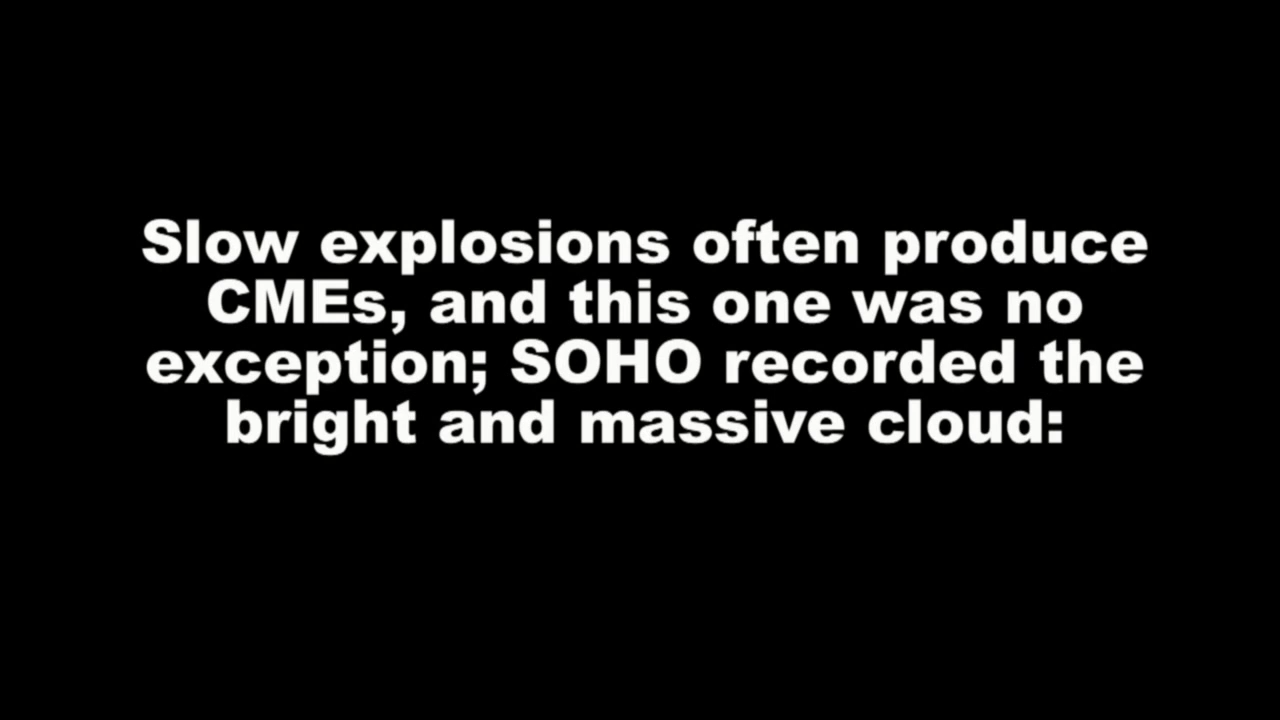 Slow explosions often produce
CMEs, and this one was no
exception; SOHO recorded the
bright and massive cloud: